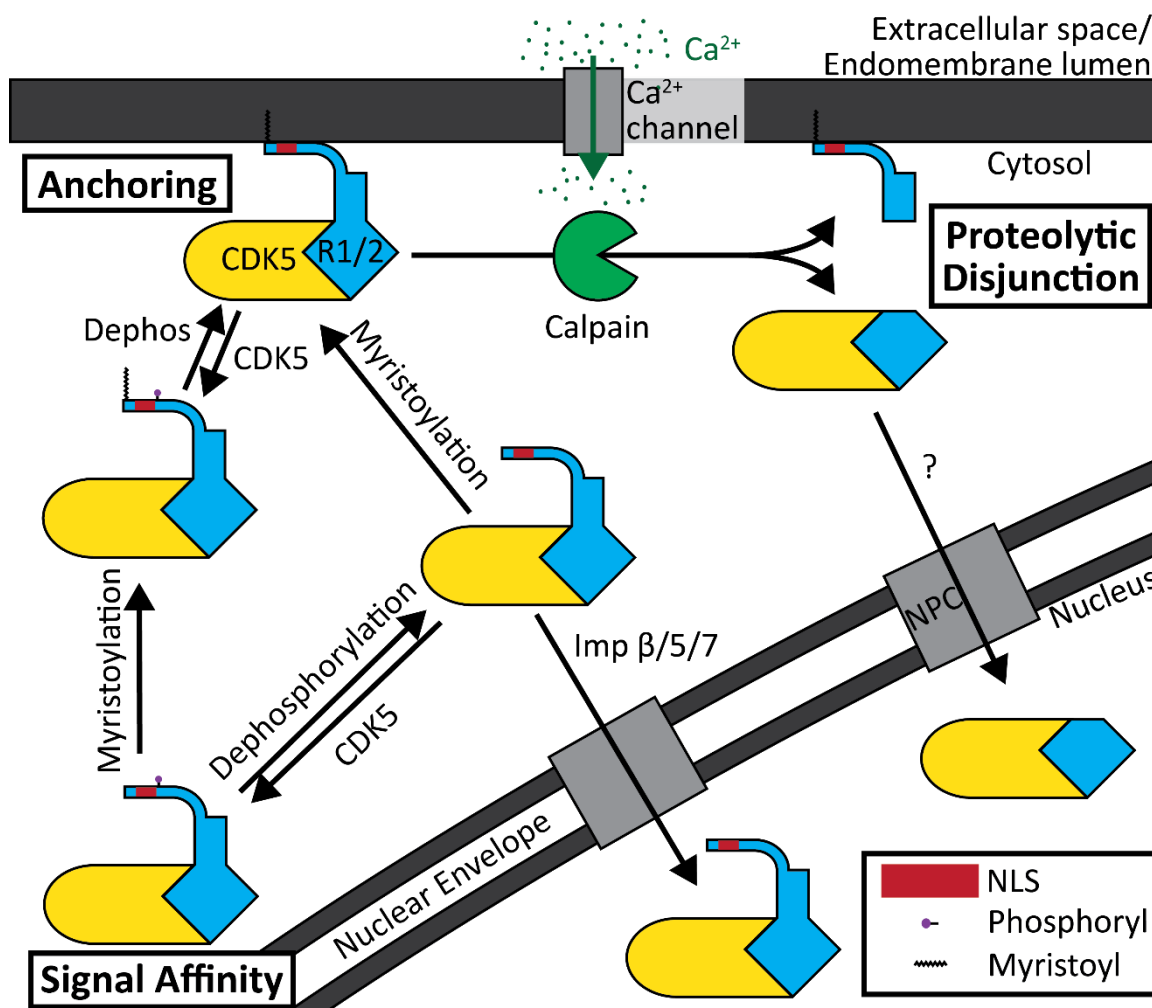 Extracellular space/
Endomembrane lumen
Ca²⁺
Ca²⁺
channel
Cytosol
Anchoring
CDK5
R1/2
Proteolytic
Disjunction
Calpain
Dephos
CDK5
Myristoylation
?
NPC
Nucleus
Imp β/5/7
Dephosphorylation
CDK5
Myristoylation
Nuclear Envelope
Signal Affinity
NLS
Phosphoryl
Myristoyl